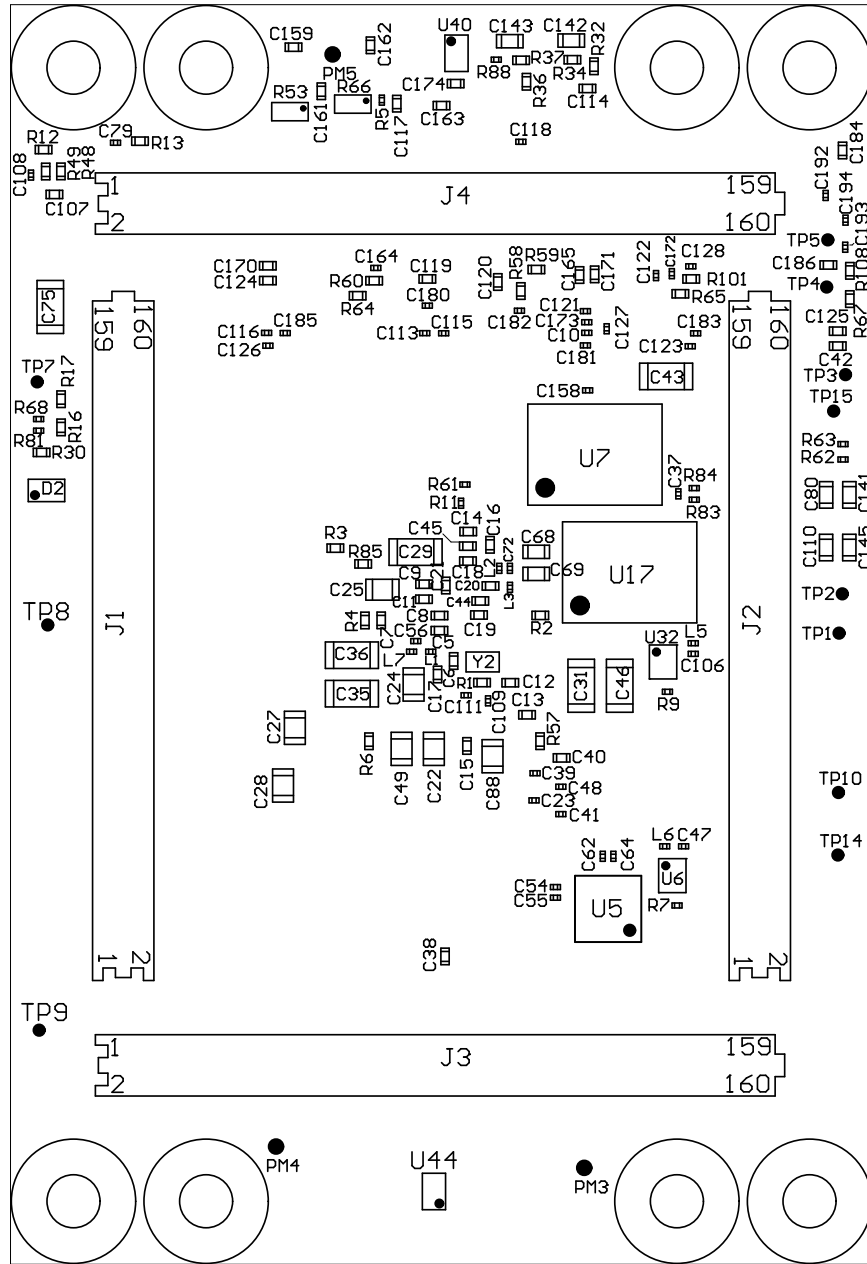 C159
C162
U40
C143
C142
R32
PM5
R37
R88
R34
C174
R36
R53
R66
C161
R5
C117
C163
C114
C118
R12
C79
R13
C184
C108
R49
R48
C107
C192
C194
1
159
J4
2
160
C193
TP5
C170
C164
R58
R59
C165
C171
C122
C172
C128
C186
R108
C124
R60
C119
C120
R101
TP4
C75
R64
R65
R67
C180
C182
C121
C173
C127
C125
159
160
C116
C185
C113
C115
C10
C183
159
160
C126
C181
C123
C42
TP7
R17
C43
TP3
C158
TP15
R68
R16
R81
R63
R30
U7
R62
D2
R61
C37
R84
C80
C141
R11
R83
C14
C45
C16
R3
C29
C72
C68
C110
C145
R85
C18
L2
C9
C21
C20
C69
U17
C25
L3
C11
C44
TP2
J1
TP8
R4
C7
C8
C19
R2
J2
TP1
C56
C5
U32
L5
C36
L7
L1
C6
Y2
C106
C24
C17
R1
C12
C31
C46
C35
C111
C109
R9
C13
C27
R6
C49
C22
C15
C88
R57
C40
C28
C39
C48
TP10
C23
C41
L6
C47
TP14
C62
C64
U6
C54
C55
U5
R7
C38
1
2
1
2
TP9
1
159
J3
2
160
PM4
U44
PM3